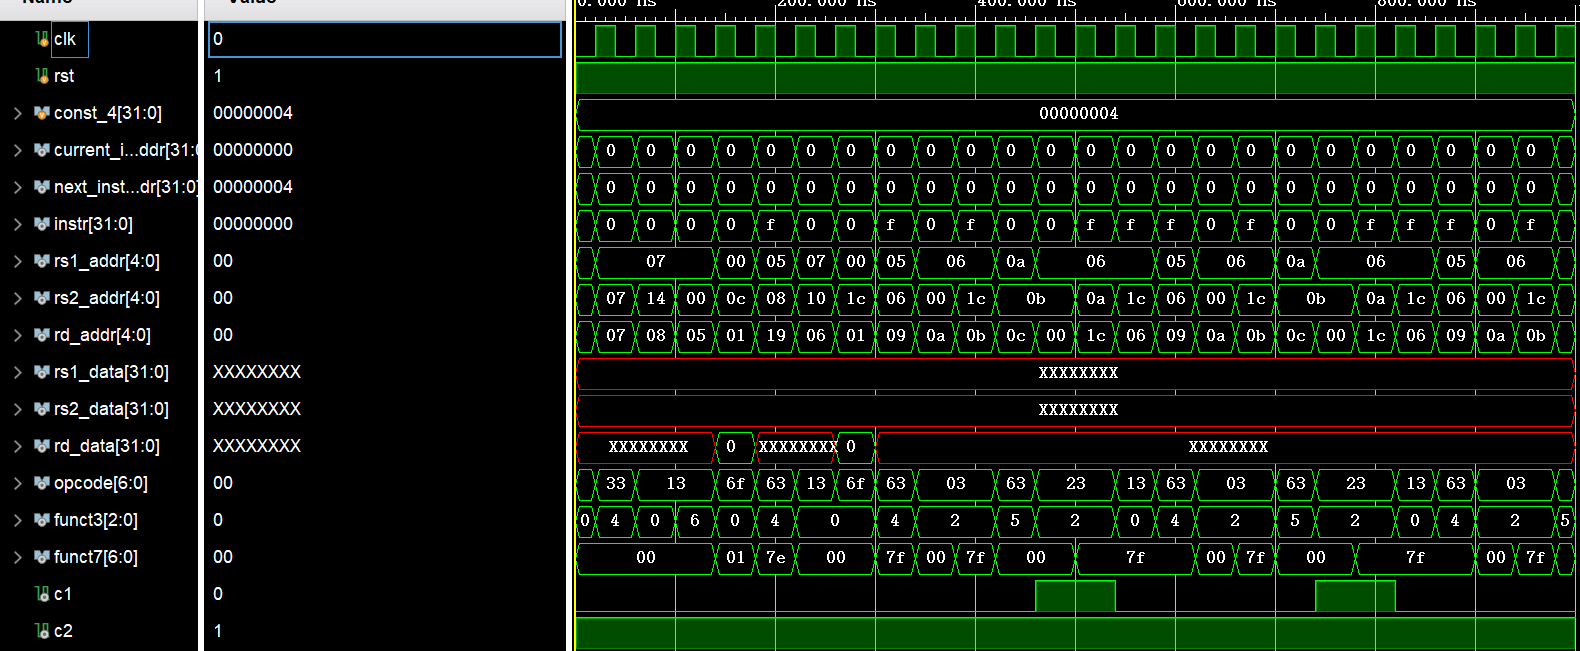 Name Value 0.000 ns 200.000 ns 400.000 ns 600.000 ns 800.000 ns
clk 0
rst 1
const_4[31:0] 00000004 00000004
current_i...ddr[31:0 00000000 0 0 0 0 0 0 0 0 0 0 0 0 0 0 0 0 0 0 0 0 0 0 0 0
next_inst...dr[31:0] 00000004 0 0 0 0 0 0 0 0 0 0 0 0 0 0 0 0 0 0 0 0 0 0 0 0
instr[31:0] 00000000 0 0 0 0 f 0 0 f 0 f 0 0 f f f 0 f 0 0 f f f 0 f
rs1_addr[4:0] 00 07 00 05 07 00 05 06 0a 06 05 06 0a 06 05 06
rs2_addr[4:0] 00 07 14 00 0c 08 10 1c 06 00 1c 0b 0a 1c 06 00 1c 0b 0a 1c 06 00 1c
rd_addr[4:0] 00 07 08 05 01 19 06 01 09 0a 0b 0c 00 1c 06 09 0a 0b 0c 00 1c 06 09 0a 0b
rs1_data[31:0] XXXXXXXX XXXXXXXX
rs2_data[31:0] XXXXXXXX XXXXXXXX
rd_data[31:0] XXXXXXXX XXXXXXXX 0 XXXXXXXX 0 XXXXXXXX
opcode[6:0] 00 33 13 6f 63 13 6f 63 03 63 23 13 63 03 63 23 13 63 03
funct3[2:0] 0 0 4 0 6 0 4 0 4 2 5 2 0 4 2 5 2 0 4 2 5
funct7[6:0] 00 00 01 7e 00 7f 00 7f 00 7f 00 7f 00 7f 00 7f
c1 0
c2 1